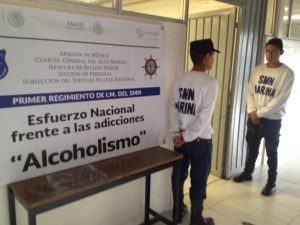 SALUD
ARMADA DE MÉXICO
CUARTEL GENERAL DEL ALTO MANDO
JEFATURA DE ESTADO MAYOR
SECCIÓN DE PERSONAL
SUBSECCIÓN DEL SERVICIO MILITAR NACIONAL
PRIMER REGIMIENTO DE I.M. DEL SMN
Esfuerzo Nacional
frente a las adicciones
"Alcoholismo"
SMN
MARINA
SMN
MARINA